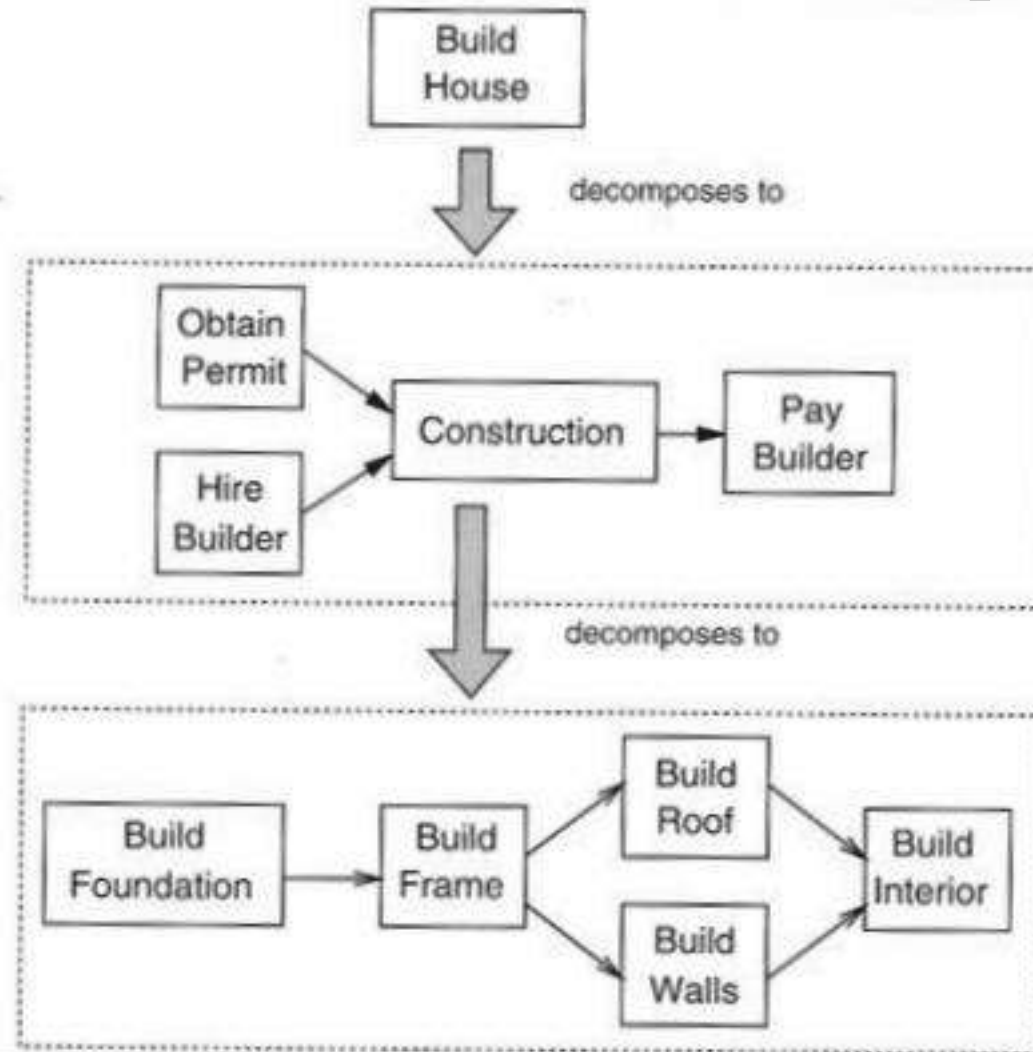 Build
House
decomposes to
Obtain
Permit
Construction
Pay
Builder
Hire
Builder
decomposes to
Build
Foundation
Build
Frame
Build
Roof
Build
Walls
Build
Interior